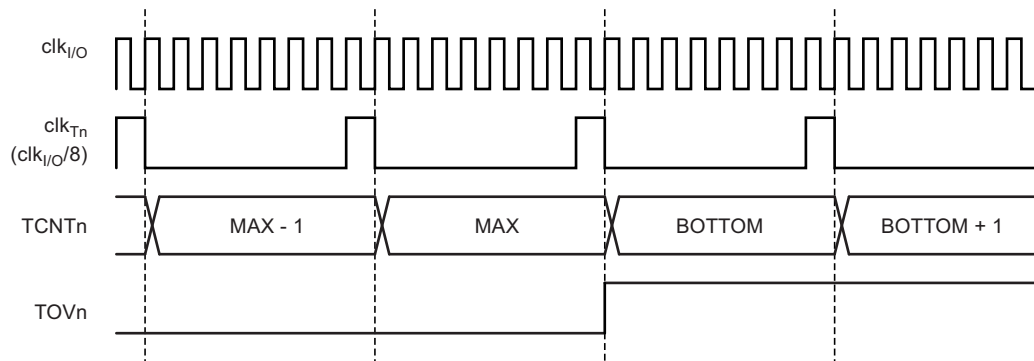 clkI/O
clkTn
(clkI/O/8)
TCNTn MAX - 1 MAX BOTTOM BOTTOM + 1
TOVn